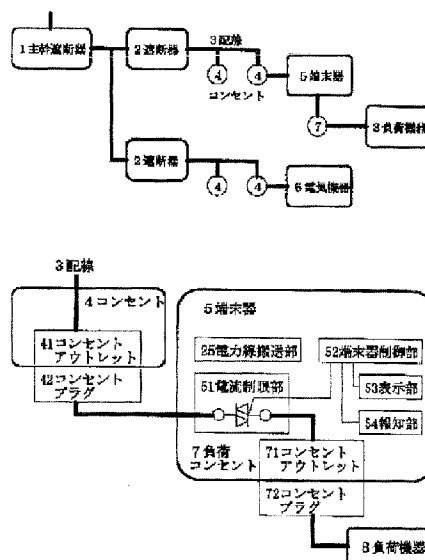 1主幹遮断器
2遮断器
3配線
4
4
コンセント
5端末器
7
8負荷機器
2遮断器
4
4
6電気機器
3配線
4コンセント
41コンセント
アウトレット
42コンセント
プラグ
5端末器
25電力線搬送部
52端末器制御部
51電流制限部
53表示部
54報知部
7負荷
コンセント
71コンセント
アウトレット
72コンセント
プラグ
8負荷機器